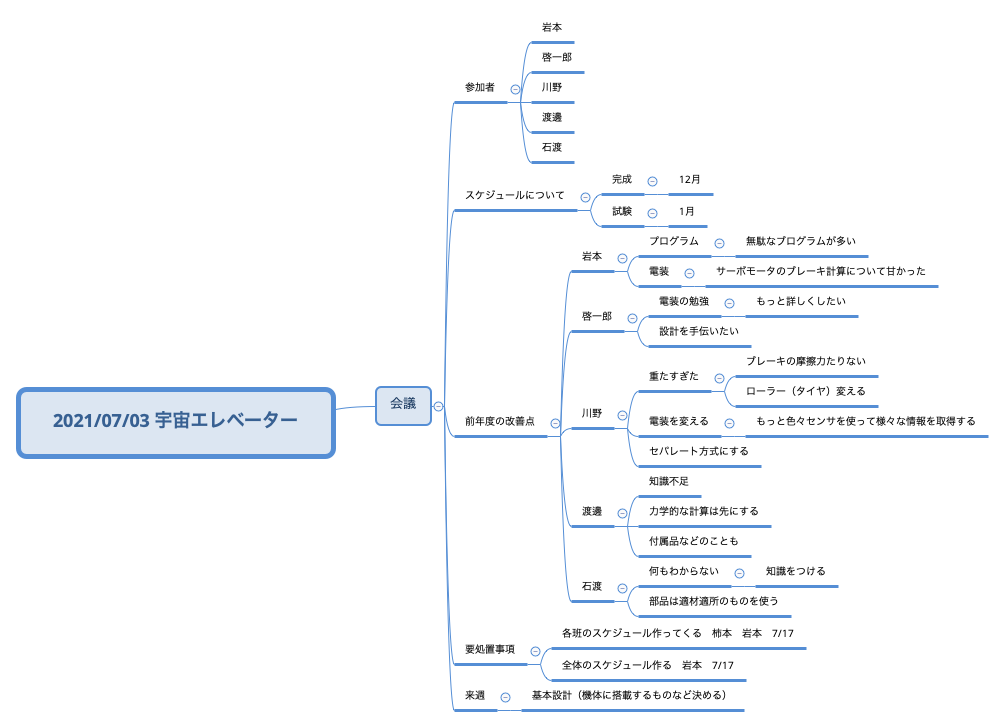 2021/07/03 宇宙エレベーター
会議
参加者
岩本
啓一郎
川野
渡邊
石渡
スケジュールについて
完成
12月
試験
1月
前年度の改善点
岩本
プログラム
無駄なプログラムが多い
電装
サーボモータのブレーキ計算について甘かった
啓一郎
電装の勉強
もっと詳しくしたい
設計を手伝いたい
川野
重たすぎた
ブレーキの摩擦力たりない
ローラー（タイヤ）変える
電装を変える
もっと色々センサを使って様々な情報を取得する
セパレート方式にする
渡邊
知識不足
力学的な計算は先にする
付属品などのことも
石渡
何もわからない
知識をつける
部品は適材適所のものを使う
要処置事項
各班のスケジュール作ってくる　柿本　岩本　7/17
全体のスケジュール作る　岩本　7/17
来週
基本設計（機体に搭載するものなど決める）